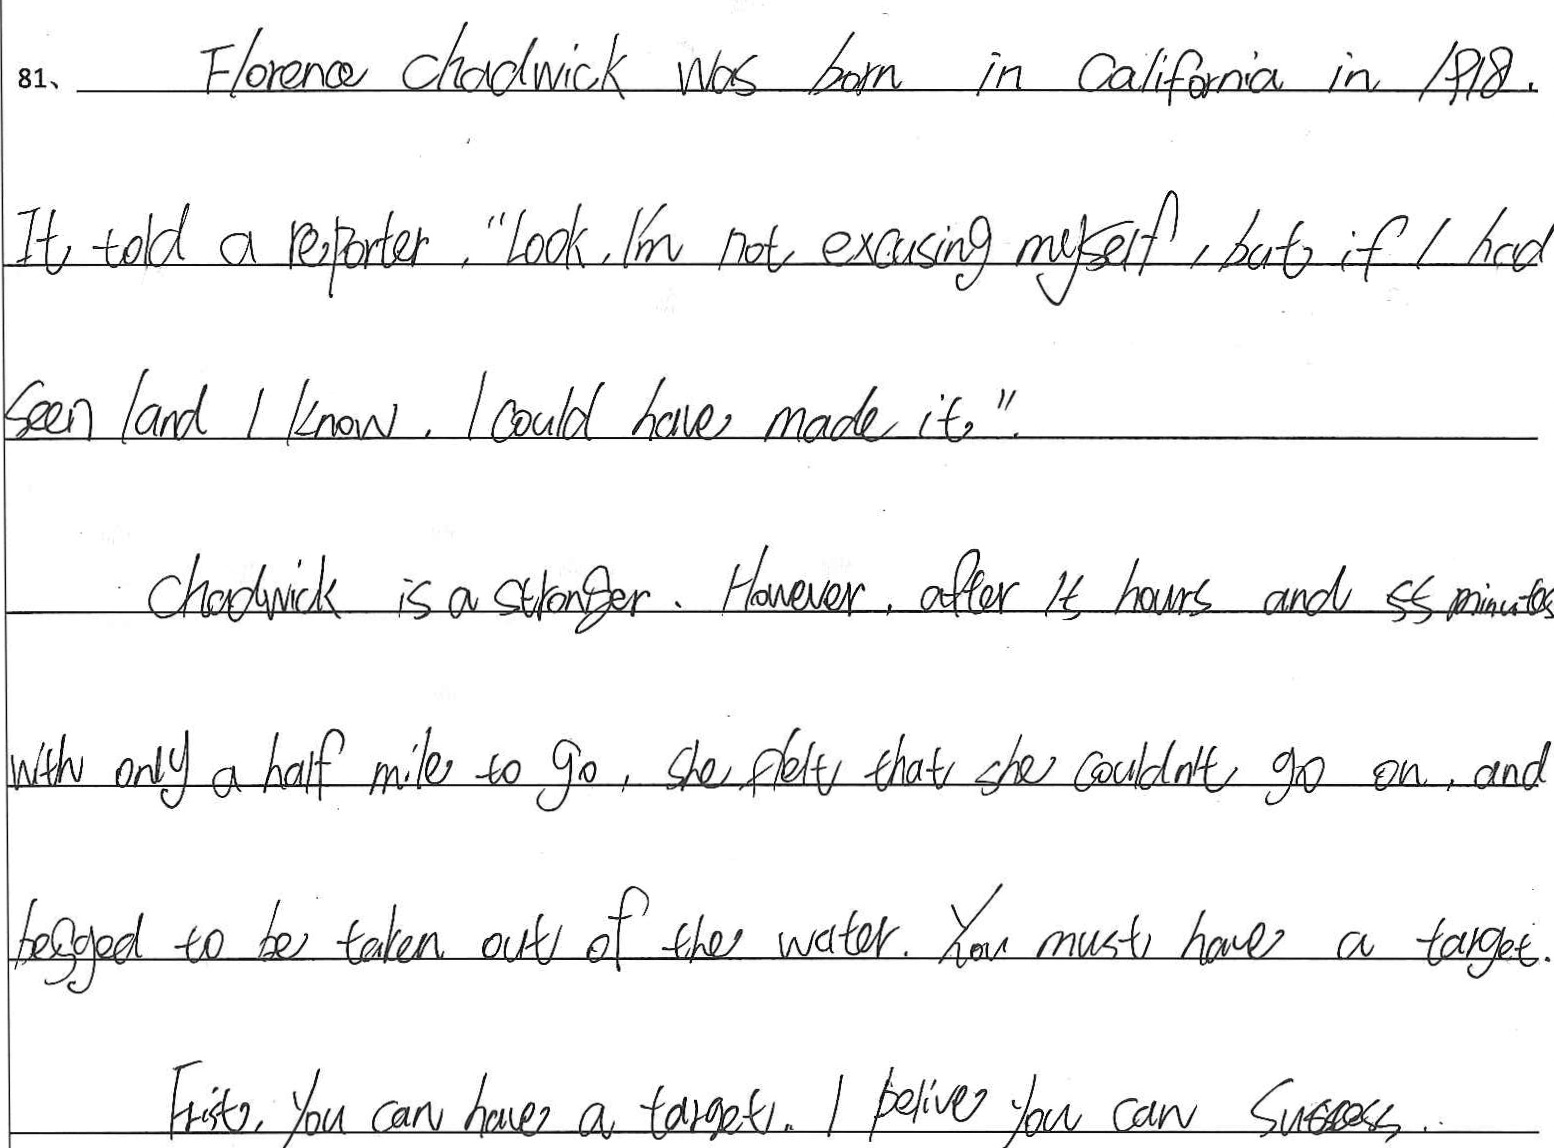 81、 Florence chadwick was born in California in 1918.
It told a reporter, "Look, I'm not excusing myself, but if I had
seen land I know, I could have made it."
chadwick is a stronger. However, after 15 hours and 55 minutes
with only a half mile to go, she felt that she couldn't go on, and
begged to be taken out of the water. You must have a target.
Frist, you can have a target. I belive you can success.